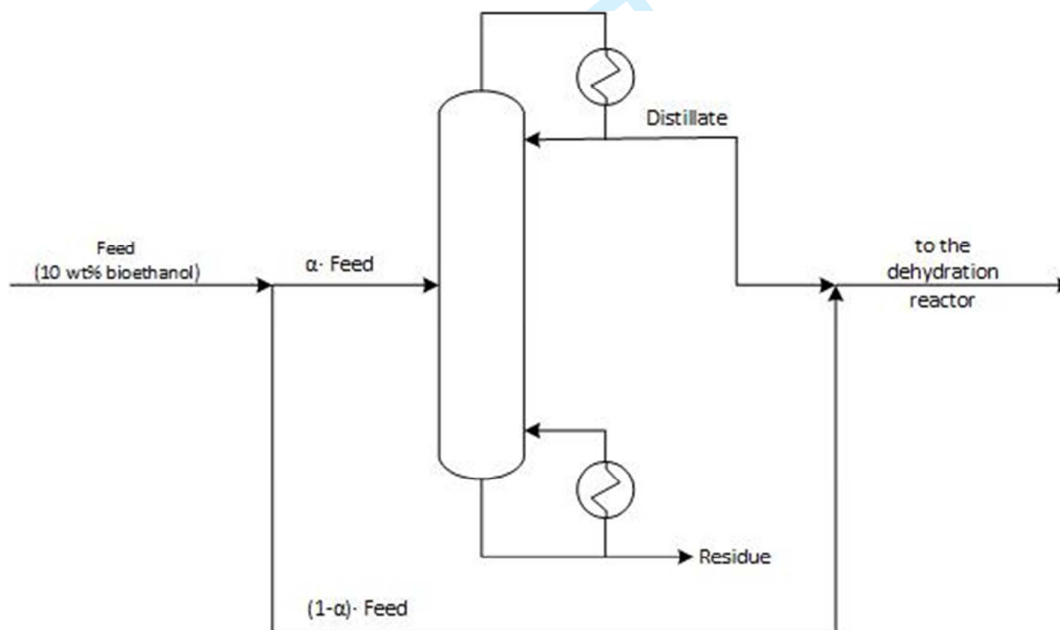 Distillate
Feed
(10 wt% bioethanol)
α· Feed
to the
dehydration
reactor
Residue
(1-α)· Feed